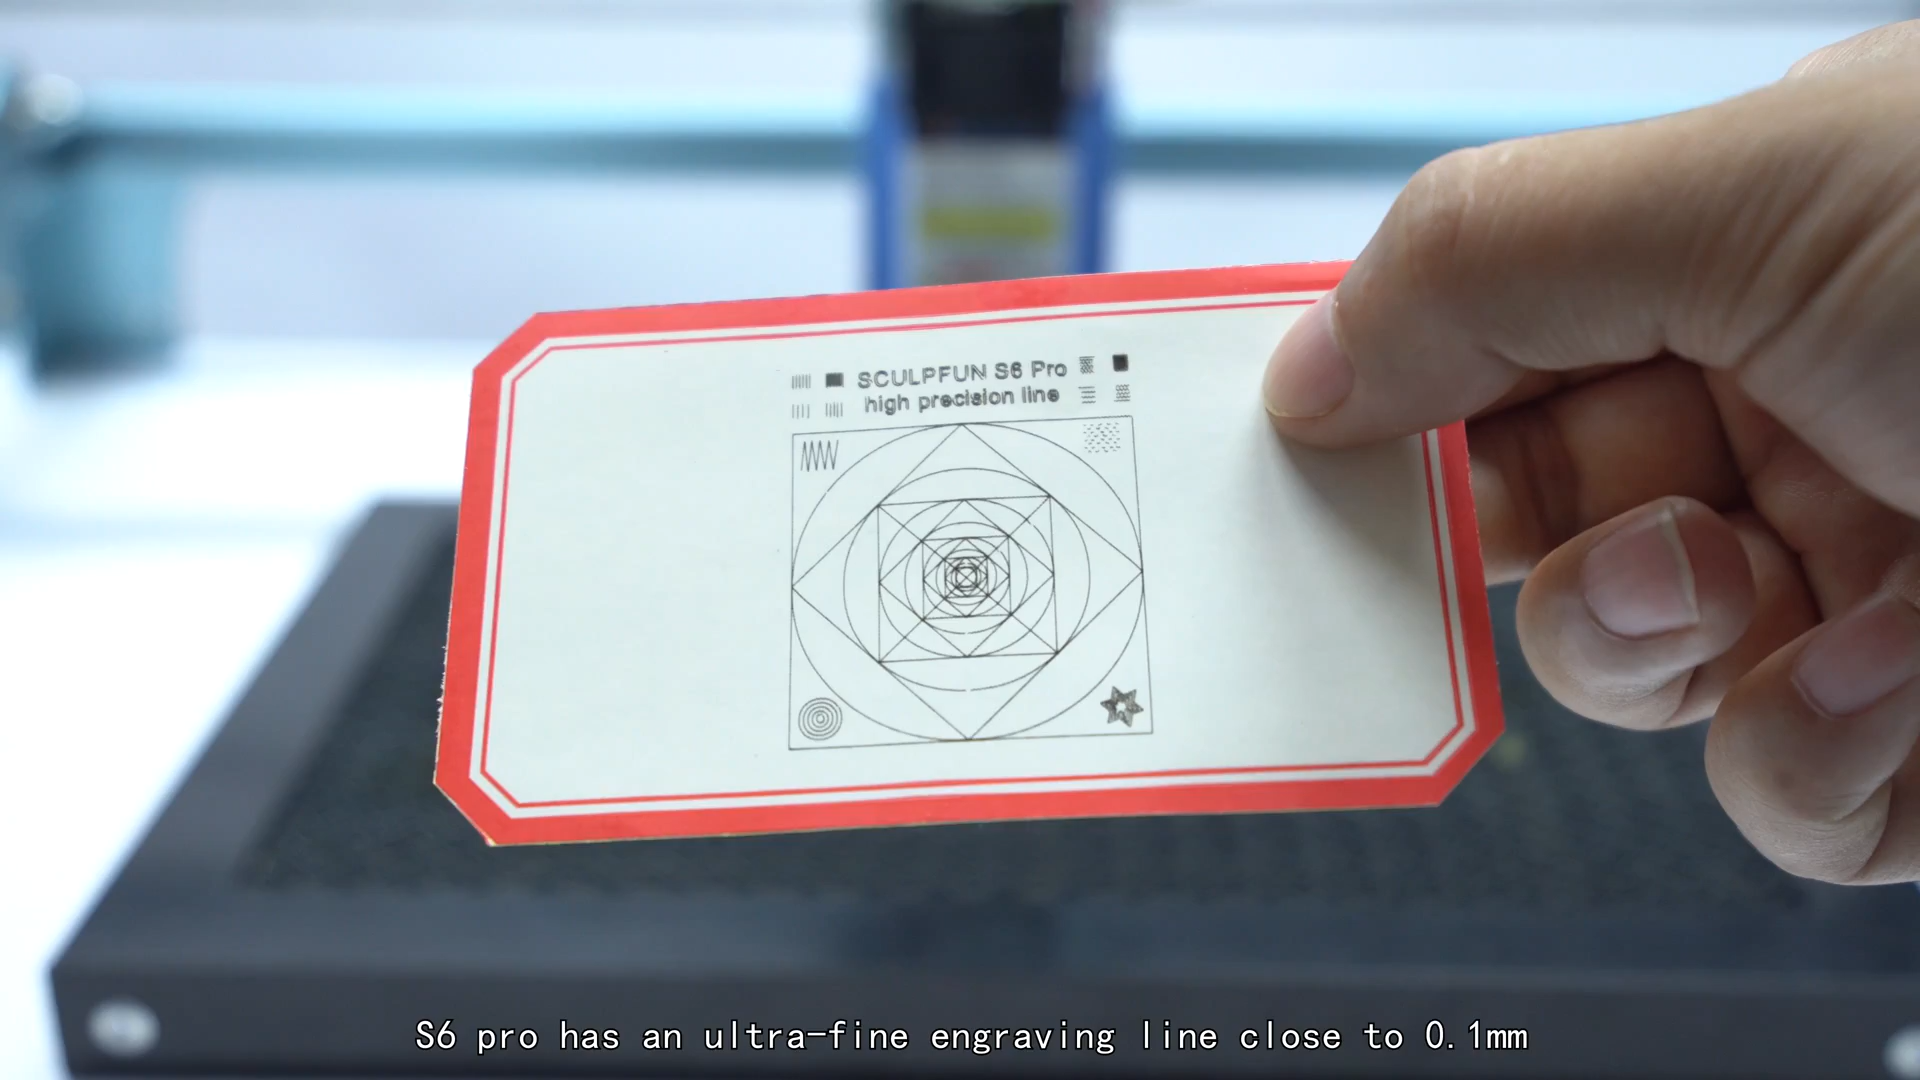 SCULPFUN S6 Pro
high precision line
S6 pro has an ultra-fine engraving line close to 0.1mm